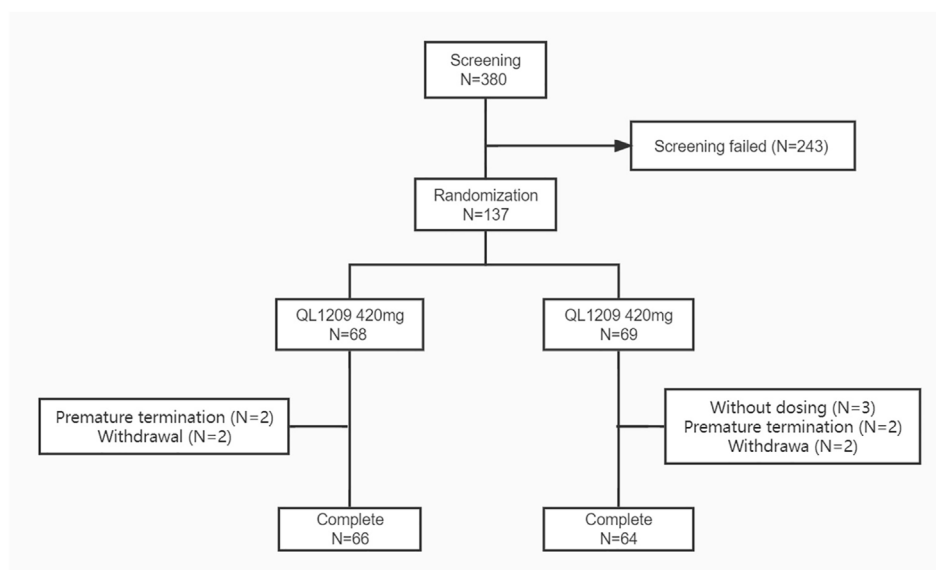 Screening
N=380
Screening failed (N=243)
Randomization
N=137
QL1209 420mg
N=68
QL1209 420mg
N=69
Premature termination (N=2)
Withdrawal (N=2)
Without dosing (N=3)
Premature termination (N=2)
Withdrawa (N=2)
Complete
N=66
Complete
N=64